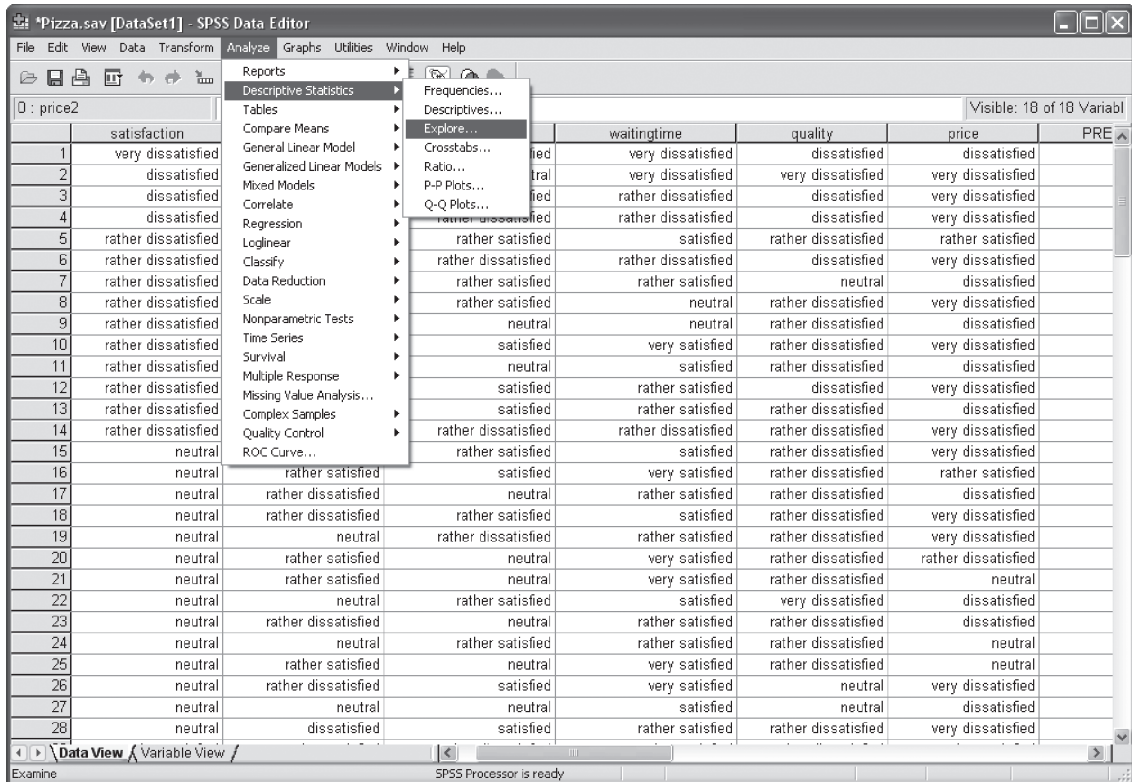 *Pizza.sav [DataSet1] - SPSS Data Editor
File Edit View Data Transform Analyze Graphs Utilities Window Help
0 : price2
Visible: 18 of 18 Variabl
Reports
Descriptive Statistics
Tables
Compare Means
General Linear Model
Generalized Linear Models
Mixed Models
Correlate
Regression
Loglinear
Classify
Data Reduction
Scale
Nonparametric Tests
Time Series
Survival
Multiple Response
Missing Value Analysis...
Complex Samples
Quality Control
ROC Curve...
Frequencies...
Descriptives...
Explore...
Crosstabs...
Ratio...
P-P Plots...
Q-Q Plots...
satisfaction waitingtime quality price PRE
1 very dissatisfied very dissatisfied dissatisfied dissatisfied
2 dissatisfied very dissatisfied very dissatisfied very dissatisfied
3 dissatisfied rather dissatisfied dissatisfied very dissatisfied
4 dissatisfied rather dissatisfied rather dissatisfied dissatisfied very dissatisfied
5 rather dissatisfied rather satisfied satisfied rather dissatisfied rather satisfied
6 rather dissatisfied rather dissatisfied rather dissatisfied dissatisfied very dissatisfied
7 rather dissatisfied rather satisfied rather satisfied neutral dissatisfied
8 rather dissatisfied rather satisfied neutral rather dissatisfied very dissatisfied
9 rather dissatisfied neutral neutral rather dissatisfied dissatisfied
10 rather dissatisfied satisfied very satisfied rather dissatisfied very dissatisfied
11 rather dissatisfied neutral satisfied rather dissatisfied dissatisfied
12 rather dissatisfied satisfied rather satisfied dissatisfied very dissatisfied
13 rather dissatisfied satisfied rather satisfied rather dissatisfied dissatisfied
14 rather dissatisfied rather dissatisfied rather dissatisfied rather dissatisfied very dissatisfied
15 neutral rather satisfied satisfied rather dissatisfied very dissatisfied
16 neutral rather satisfied satisfied very satisfied rather dissatisfied rather satisfied
17 neutral rather dissatisfied neutral rather satisfied rather dissatisfied dissatisfied
18 neutral rather dissatisfied rather satisfied satisfied rather dissatisfied very dissatisfied
19 neutral neutral rather dissatisfied rather satisfied rather dissatisfied very dissatisfied
20 neutral rather satisfied neutral very satisfied rather dissatisfied rather dissatisfied
21 neutral rather satisfied neutral very satisfied rather dissatisfied neutral
22 neutral neutral rather satisfied satisfied very dissatisfied dissatisfied
23 neutral rather dissatisfied neutral rather satisfied rather dissatisfied dissatisfied
24 neutral neutral rather satisfied rather satisfied rather dissatisfied neutral
25 neutral rather satisfied neutral very satisfied rather dissatisfied neutral
26 neutral rather dissatisfied satisfied very satisfied neutral very dissatisfied
27 neutral neutral neutral satisfied neutral dissatisfied
28 neutral dissatisfied satisfied rather satisfied rather dissatisfied very dissatisfied
Data View Variable View
Examine SPSS Processor is ready